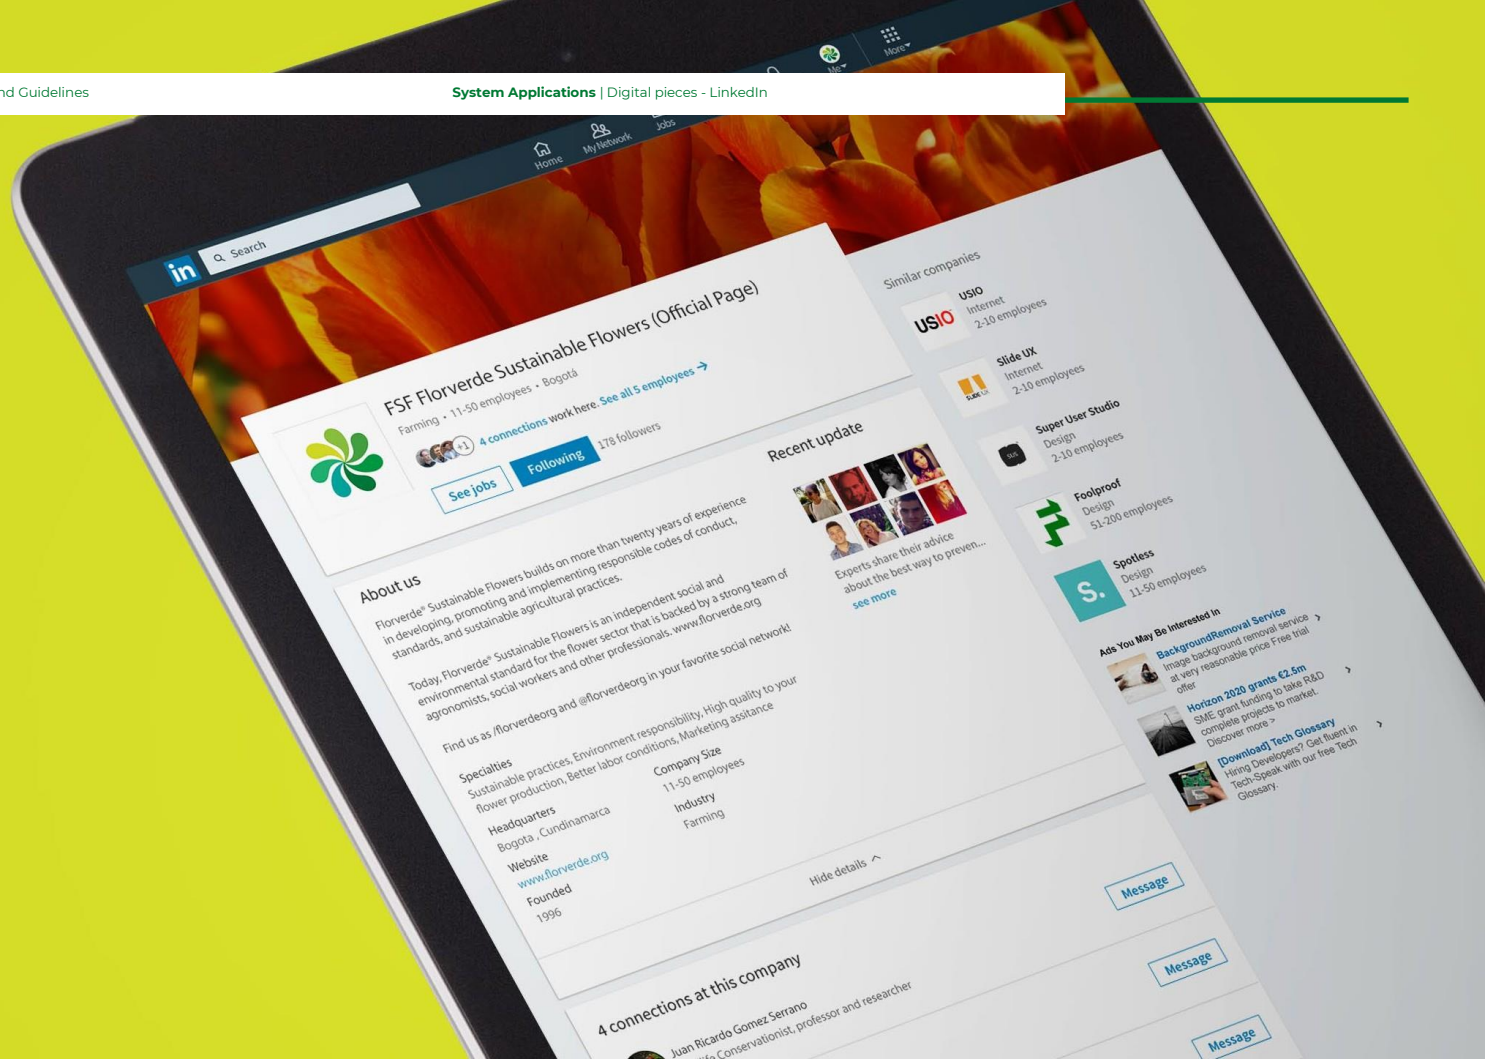 nd Guidelines
System Applications | Digital pieces - LinkedIn
Me
More
Home
My Network
Jobs
in
Search
FSF Florverde Sustainable Flowers (Official Page)
Farming • 11-50 employees • Bogotá
+1
4 connections work here. See all 5 employees →
See jobs
Following
178 followers
About us
Florverde® Sustainable Flowers builds on more than twenty years of experience
in developing, promoting and implementing responsible codes of conduct,
standards, and sustainable agricultural practices.
Today, Florverde® Sustainable Flowers is an independent social and
environmental standard for the flower sector that is backed by a strong team of
agronomists, social workers and other professionals. www.florverde.org
Find us as /florverdeorg and @florverdeorg in your favorite social network!
Specialties
Sustainable practices, Environment responsibility, High quality to your
flower production, Better labor conditions, Marketing assitance
Headquarters
Bogota , Cundinamarca
Website
www.florverde.org
Founded
1996
Company Size
11-50 employees
Industry
Farming
Hide details
Recent update
Experts share their advice
about the best way to preven...
see more
Similar companies
USIO
USIO
Internet
2-10 employees
SLIDE UX
Slide UX
Internet
2-10 employees
SUS
Super User Studio
Design
2-10 employees
Foolproof
Design
51-200 employees
S.
Spotless
Design
11-50 employees
Ads You May Be Interested In
BackgroundRemoval Service
Image background removal service
at very reasonable price Free trial
offer
Horizon 2020 grants €2.5m
SME grant funding to take R&D
complete projects to market.
Discover more >
[Download] Tech Glossary
Hiring Developers? Get fluent in
Tech-Speak with our free Tech
Glossary.
4 connections at this company
Juan Ricardo Gomez Serrano
Conservationist, professor and researcher
Message
Message
Message